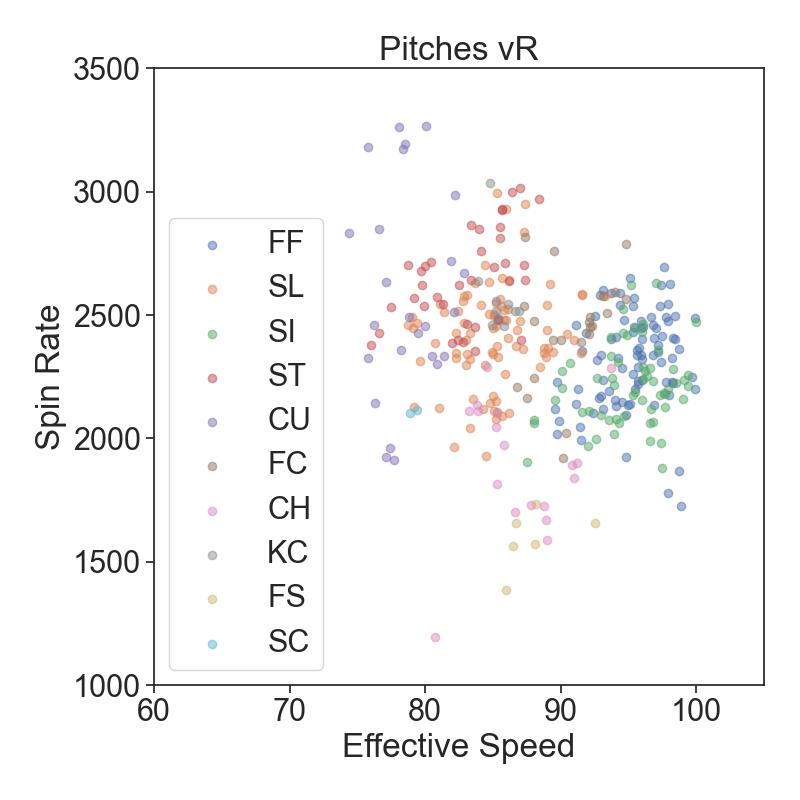 Pitches vR
3500
3000
2500
2000
1500
1000
Spin Rate
FF
SL
SI
ST
CU
FC
CH
KC
FS
SC
60 70 80 90 100
Effective Speed